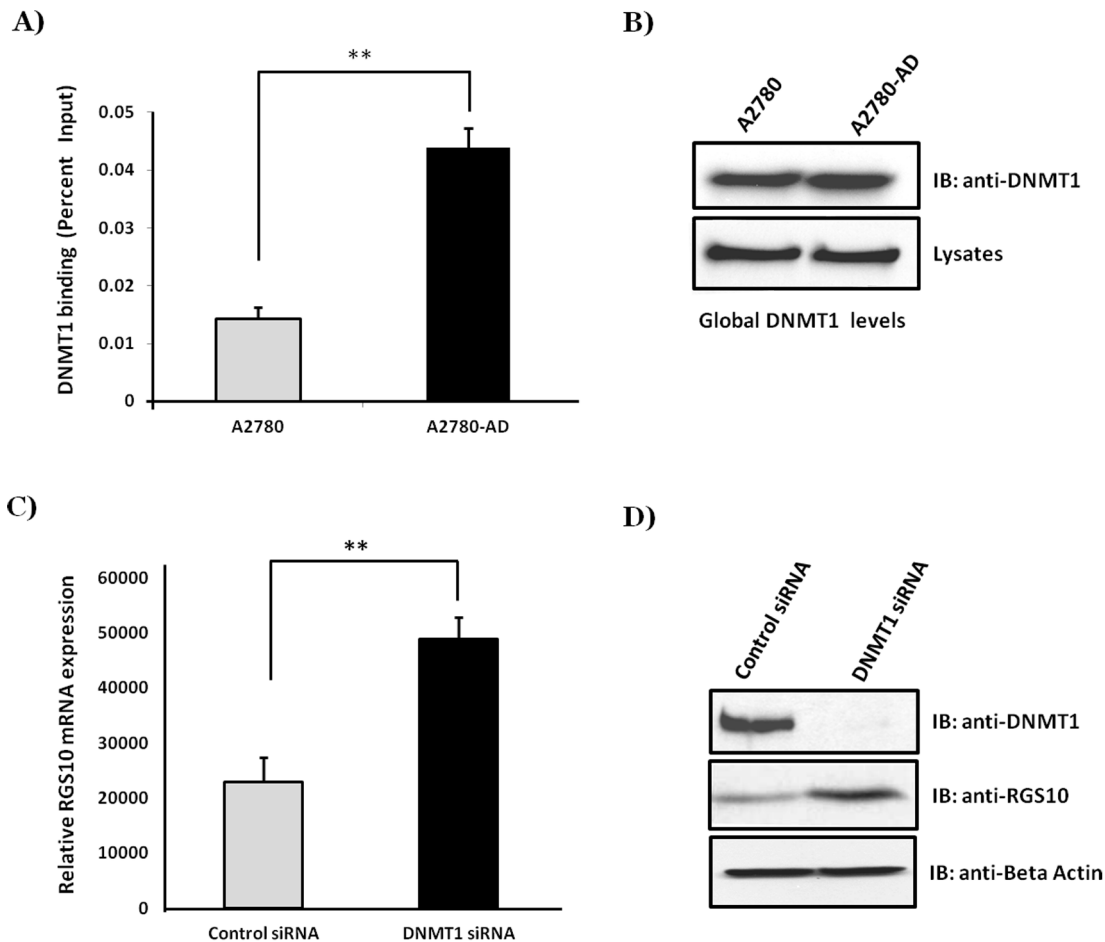 A)
**
DNMT1 binding (Percent Input)
0.05
0.04
0.03
0.02
0.01
0
A2780
A2780-AD
B)
A2780
A2780-AD
IB: anti-DNMT1
Lysates
Global DNMT1 levels
C)
**
Relative RGS10 mRNA expression
60000
50000
40000
30000
20000
10000
0
Control siRNA
DNMT1 siRNA
D)
Control siRNA
DNMT1 siRNA
IB: anti-DNMT1
IB: anti-RGS10
IB: anti-Beta Actin